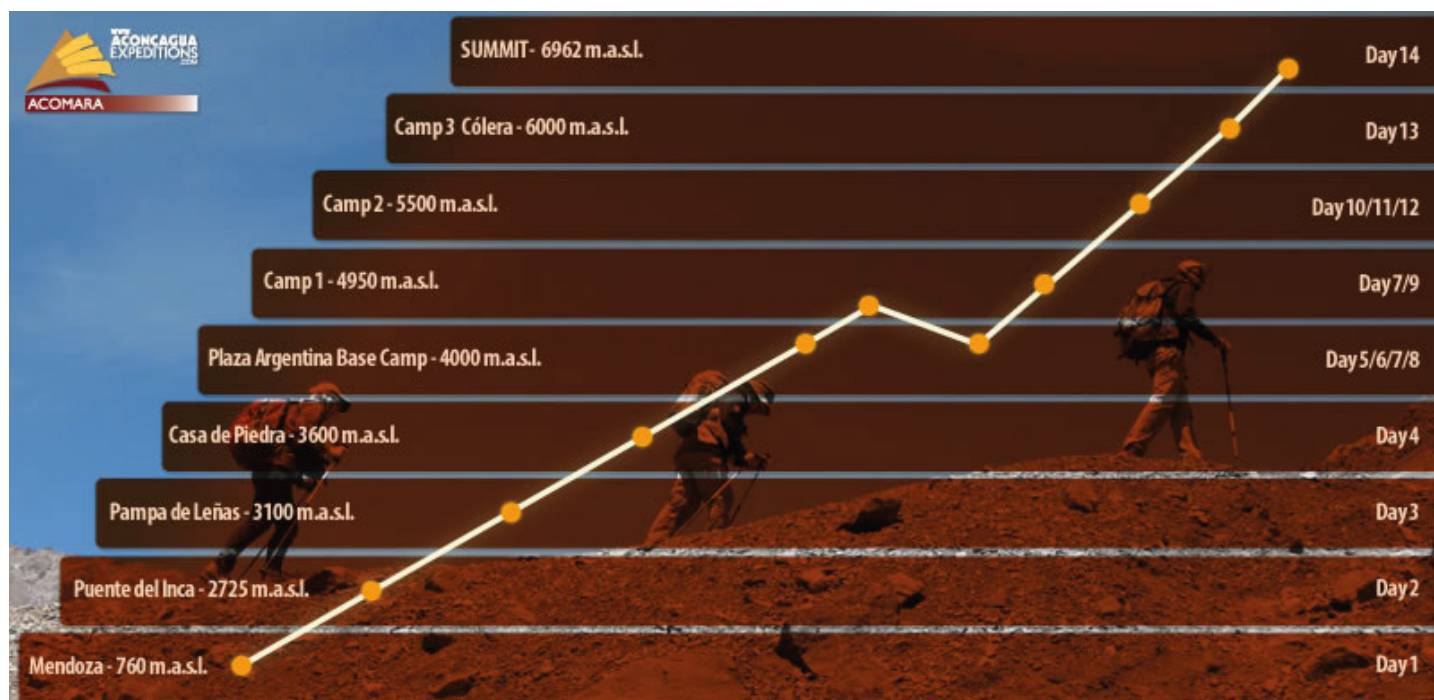 www
ACONCAGUA
EXPEDITIONS
.COM
ACOMARA
SUMMIT- 6962 m.a.s.l. Day 14
Camp 3 Cólera - 6000 m.a.s.l. Day 13
Camp 2 - 5500 m.a.s.l. Day 10/11/12
Camp 1 - 4950 m.a.s.l. Day 7/9
Plaza Argentina Base Camp - 4000 m.a.s.l. Day 5/6/7/8
Casa de Piedra - 3600 m.a.s.l. Day 4
Pampa de Leñas - 3100 m.a.s.l. Day 3
Puente del Inca - 2725 m.a.s.l. Day 2
Mendoza - 760 m.a.s.l. Day 1